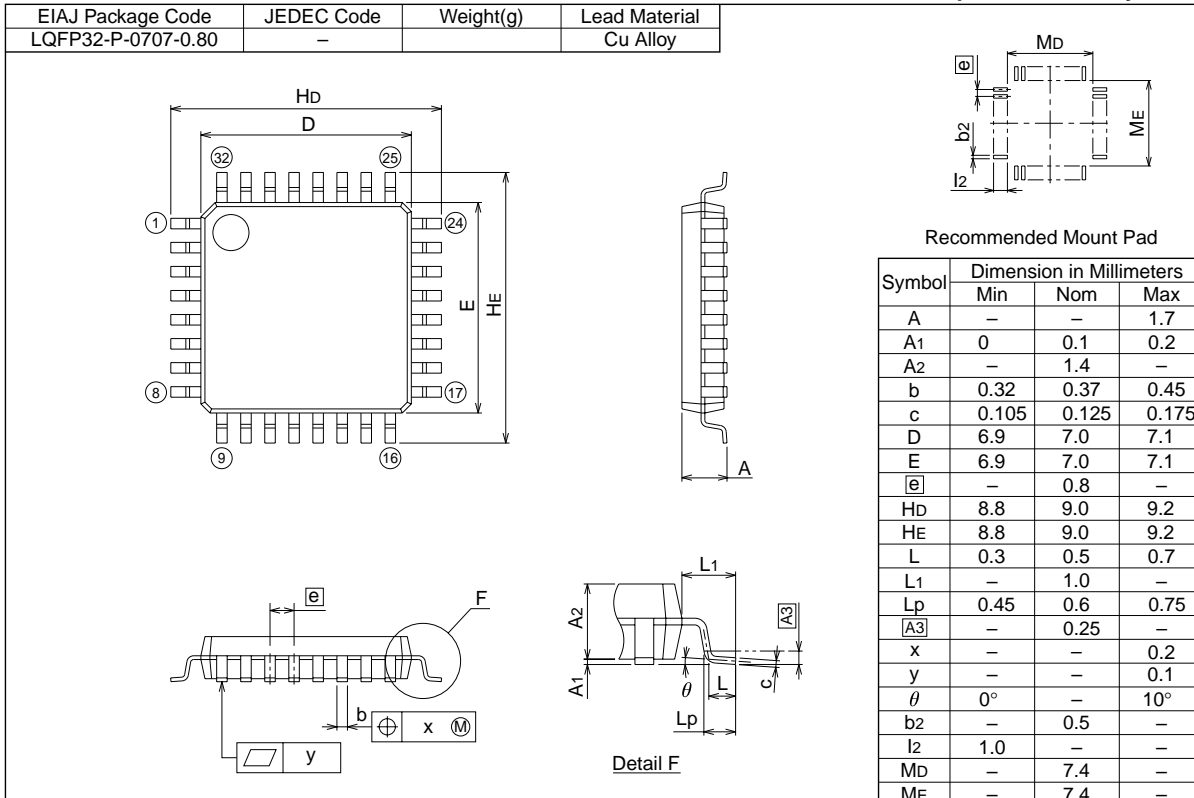 EIAJ Package Code JEDEC Code Weight(g) Lead Material
LQFP32-P-0707-0.80 – Cu Alloy
HD
D
32 25
1 24
E
HE
8 17
9 16
A
MD
e
ME
b2
I2
Recommended Mount Pad
Symbol Dimension in Millimeters
Min Nom Max
A – – 1.7
A1 0 0.1 0.2
A2 – 1.4 –
b 0.32 0.37 0.45
c 0.105 0.125 0.175
D 6.9 7.0 7.1
E 6.9 7.0 7.1
e – 0.8 –
HD 8.8 9.0 9.2
HE 8.8 9.0 9.2
L 0.3 0.5 0.7
L1 – 1.0 –
Lp 0.45 0.6 0.75
A3 – 0.25 –
x – – 0.2
y – – 0.1
θ 0° – 10°
b2 – 0.5 –
I2 1.0 – –
MD – 7.4 –
ME – 7.4 –
e
F
b
x M
y
L1
A2
A3
A1
θ
L
c
Lp
Detail F